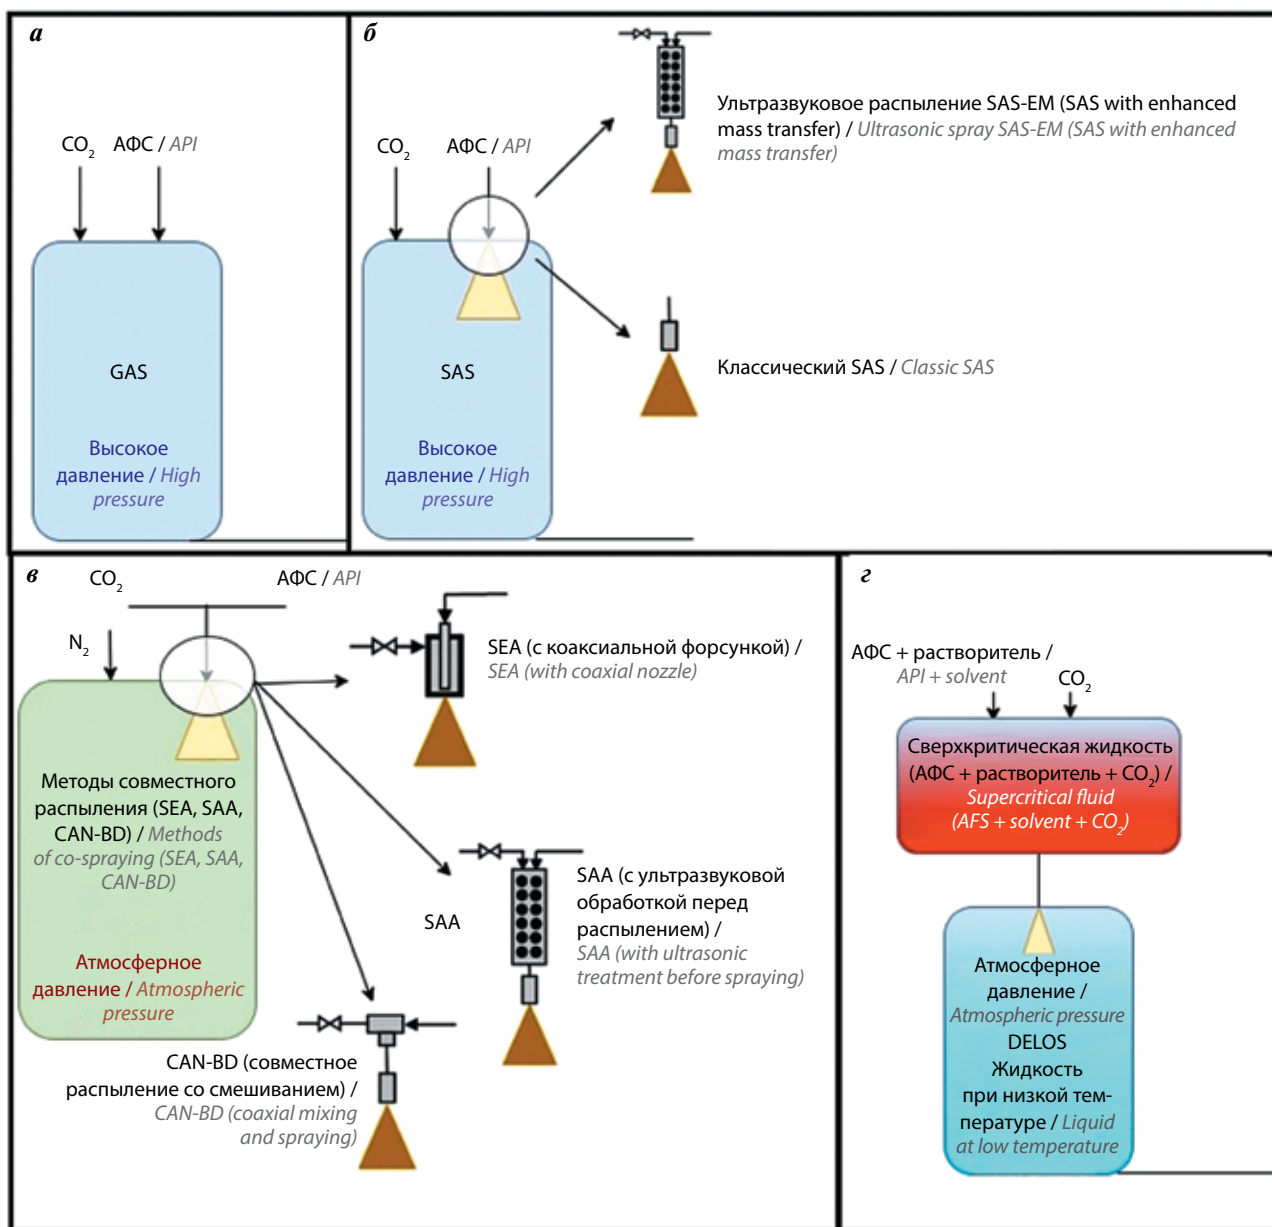 а
CO2 АФС / API
GAS
Высокое
давление / High
pressure
б
CO2 АФС / API
SAS
Высокое
давление / High
pressure
Ультразвуковое распыление SAS-EM (SAS with enhanced
mass transfer) / Ultrasonic spray SAS-EM (SAS with enhanced
mass transfer)
Классический SAS / Classic SAS
в
CO2 АФС / API
N2
Методы совместного
распыления (SEA, SAA,
CAN-BD) / Methods
of co-spraying (SEA, SAA,
CAN-BD)
Атмосферное
давление / Atmospheric
pressure
SEA (с коаксиальной форсункой) /
SEA (with coaxial nozzle)
SAA
SAA (с ультразвуковой
обработкой перед
распылением) /
SAA (with ultrasonic
treatment before spraying)
CAN-BD (совместное
распыление со смешиванием) /
CAN-BD (coaxial mixing
and spraying)
г
АФС + растворитель /
API + solvent
CO2
Сверхкритическая жидкость
(АФС + растворитель + CO2) /
Supercritical fluid
(AFS + solvent + CO2)
Атмосферное
давление /
Atmospheric pressure
DELOS
Жидкость
при низкой тем-
пературе / Liquid
at low temperature